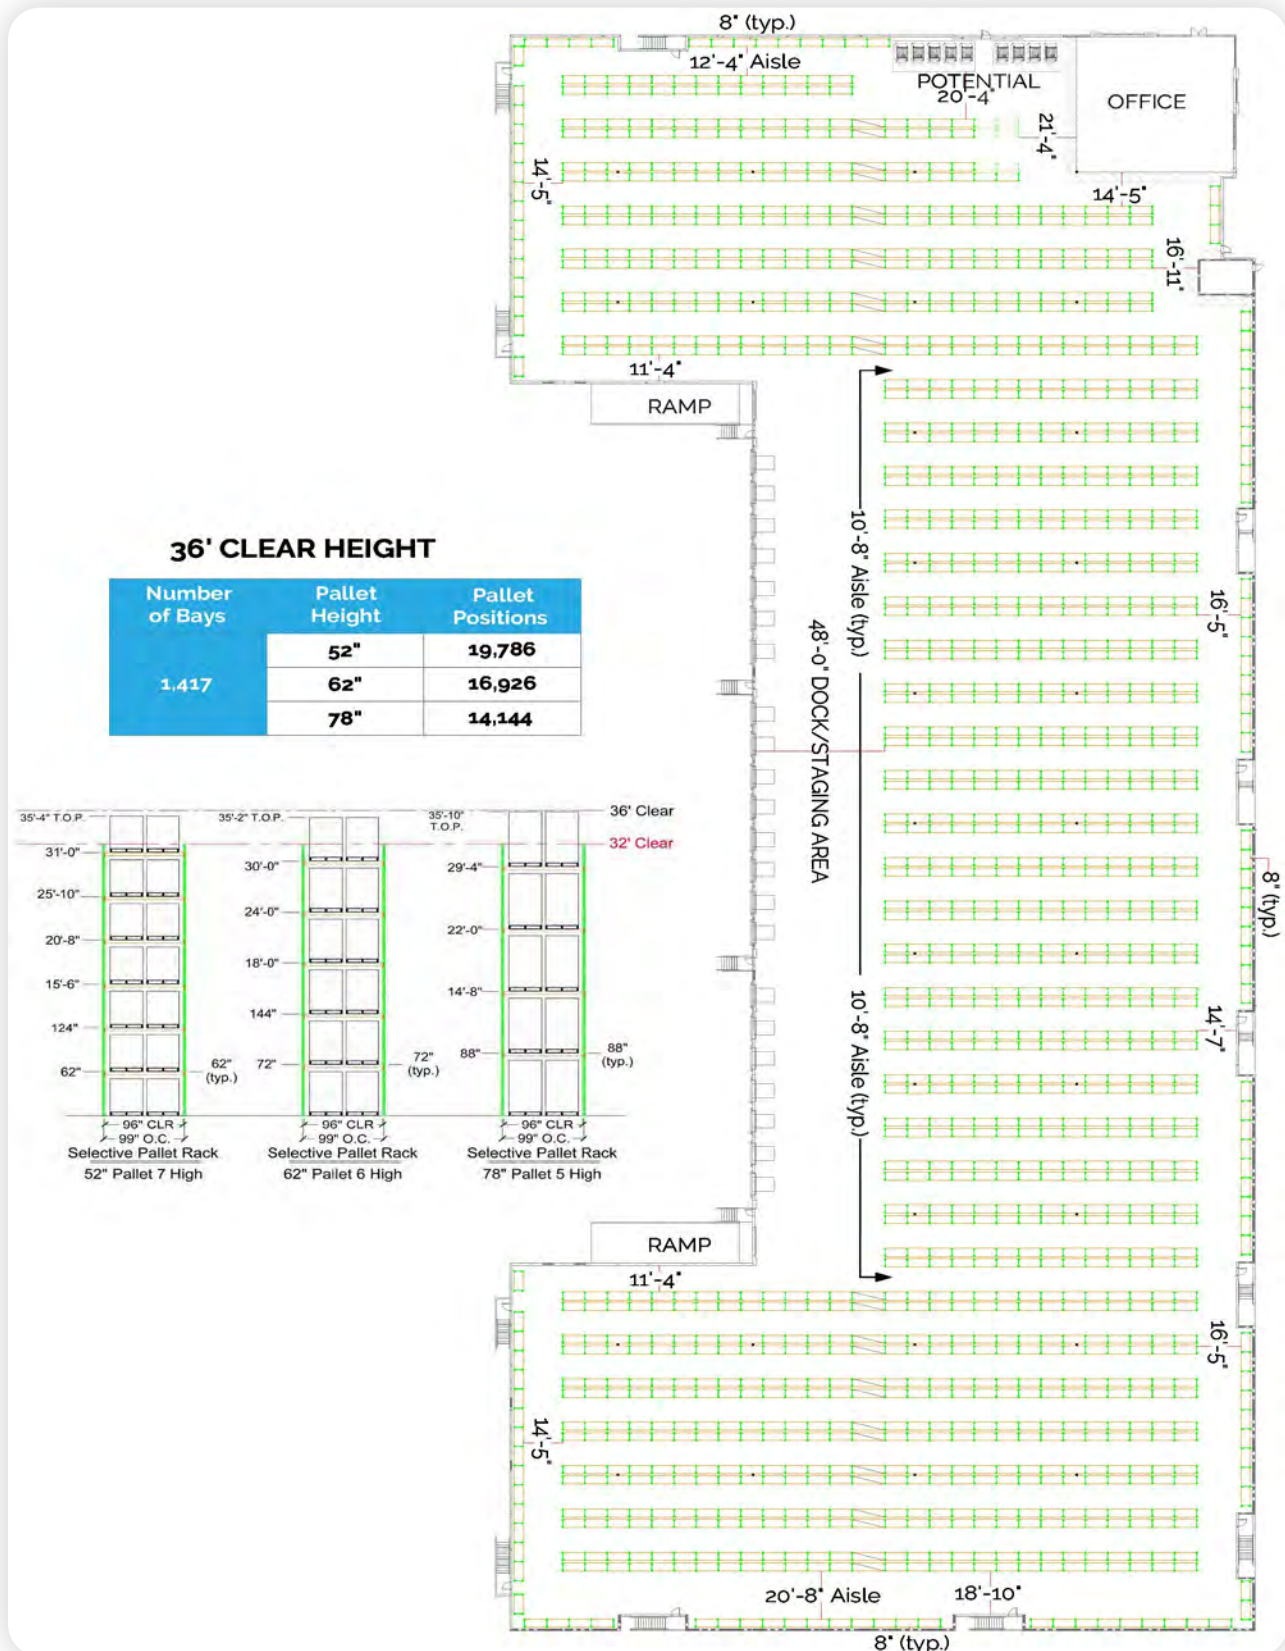 8" (typ.)
12'-4" Aisle
POTENTIAL
20'-4"
OFFICE
21'-4"
14'-5"
14'-5"
16'-11"
11'-4"
RAMP
36' CLEAR HEIGHT
Number of Bays
Pallet Height
Pallet Positions
1,417
52" 19,786
62" 16,926
78" 14,144
10'-8" Aisle (typ.)
48'-0" DOCK/STAGING AREA
16'-5"
8" (typ.)
10'-8" Aisle (typ.)
14'-7"
35'-4" T.O.P.
31'-0"
25'-10"
20'-8"
15'-6"
124"
62"
62"
(typ.)
96" CLR
99" O.C.
Selective Pallet Rack
52" Pallet 7 High
35'-2" T.O.P.
30'-0"
24'-0"
18'-0"
144"
72"
72"
(typ.)
96" CLR
99" O.C.
Selective Pallet Rack
62" Pallet 6 High
35'-10"
T.O.P.
36' Clear
32' Clear
29'-4"
22'-0"
14'-8"
88"
88"
(typ.)
96" CLR
99" O.C.
Selective Pallet Rack
78" Pallet 5 High
RAMP
11'-4"
16'-5"
14'-5"
20'-8" Aisle
18'-10"
8" (typ.)